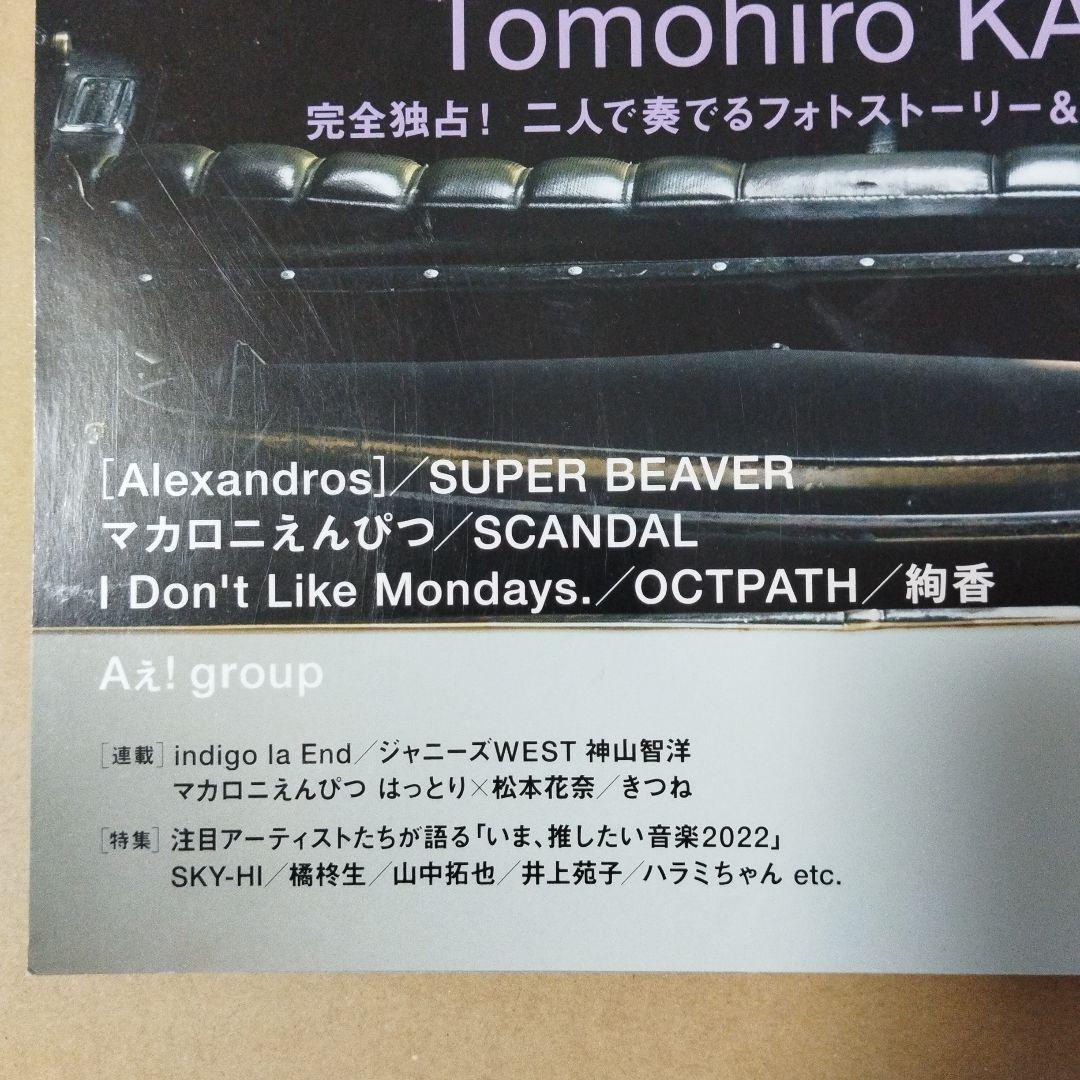 Tomohiro KA
完全独占! 二人で奏でるフォトストーリー&
[Alexandros]/SUPER BEAVER
マカロニえんぴつ/SCANDAL
I Don't Like Mondays./OCTPATH/絢香
Aぇ! group
[連載] indigo la End/ジャニーズWEST 神山智洋
マカロニえんぴつ はっとり×松本花奈/きつね
[特集] 注目アーティストたちが語る「いま、推したい音楽2022」
SKY-HI/橘柊生/山中拓也/井上苑子/ハラミちゃん etc.